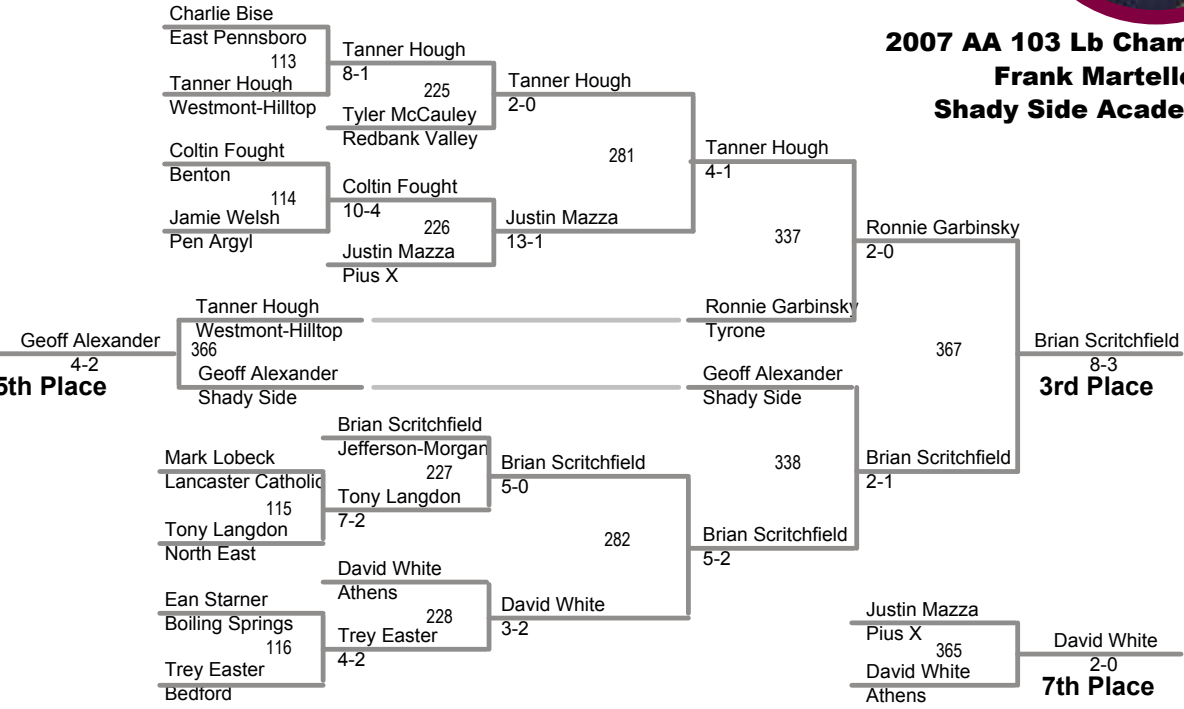 2007 AA 103 Lb Cham
Frank Martell
Shady Side Acade
Charlie Bise
East Pennsboro
113
Tanner Hough
Westmont-Hilltop
Tanner Hough
8-1
225
Tyler McCauley
Redbank Valley
Tanner Hough
2-0
Coltin Fought
Benton
114
Jamie Welsh
Pen Argyl
Coltin Fought
10-4
226
Justin Mazza
Pius X
Justin Mazza
13-1
281
Tanner Hough
4-1
337
Ronnie Garbinsky
Tyrone
Ronnie Garbinsky
2-0
Tanner Hough
Westmont-Hilltop
366
Geoff Alexander
Shady Side
Geoff Alexander
4-2
5th Place
Geoff Alexander
Shady Side
338
367
Brian Scritchfield
8-3
3rd Place
Brian Scritchfield
Jefferson-Morgan
227
Mark Lobeck
Lancaster Catholic
115
Tony Langdon
North East
Tony Langdon
7-2
Brian Scritchfield
5-0
282
Brian Scritchfield
5-2
Brian Scritchfield
2-1
David White
Athens
228
Ean Starner
Boiling Springs
116
Trey Easter
Bedford
Trey Easter
4-2
David White
3-2
Justin Mazza
Pius X
365
David White
Athens
David White
2-0
7th Place